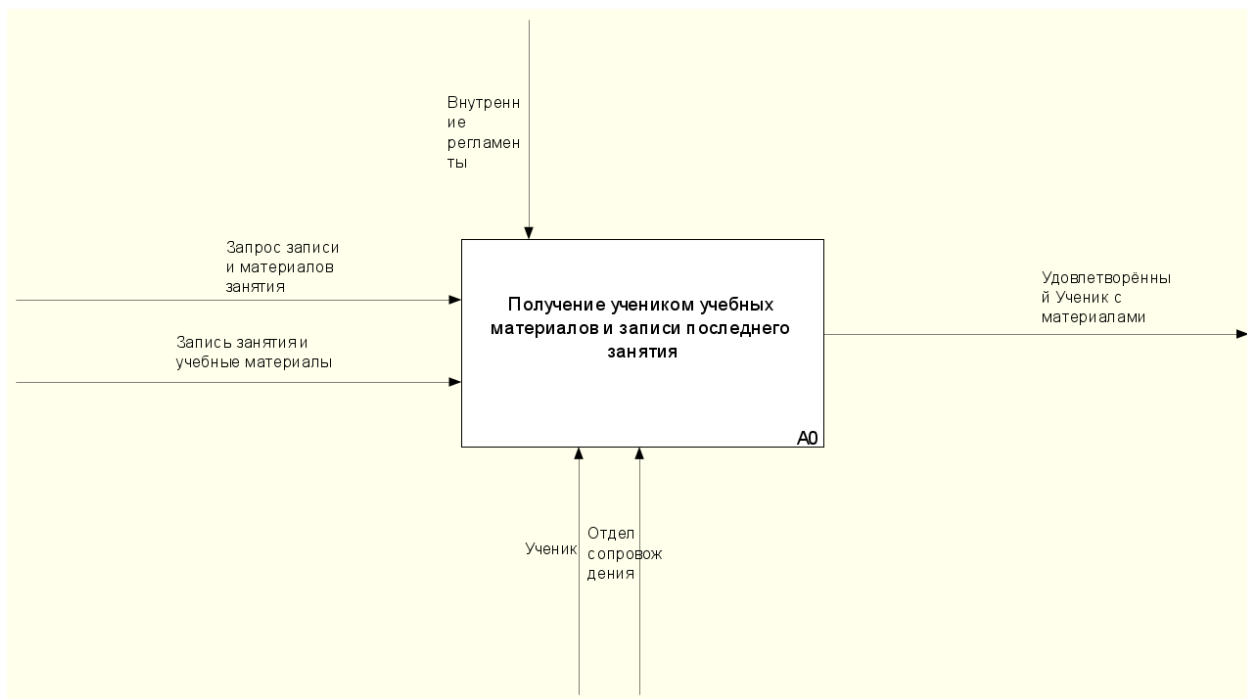 Внутренн
ие
регламен
ты
Запрос записи
и материалов
занятия
Запись занятия и
учебные материалы
Получение учеником учебных
материалов и записи последнего
занятия
A0
Удовлетворённы
й Ученик с
материалами
Ученик
Отдел
сопровож
дения